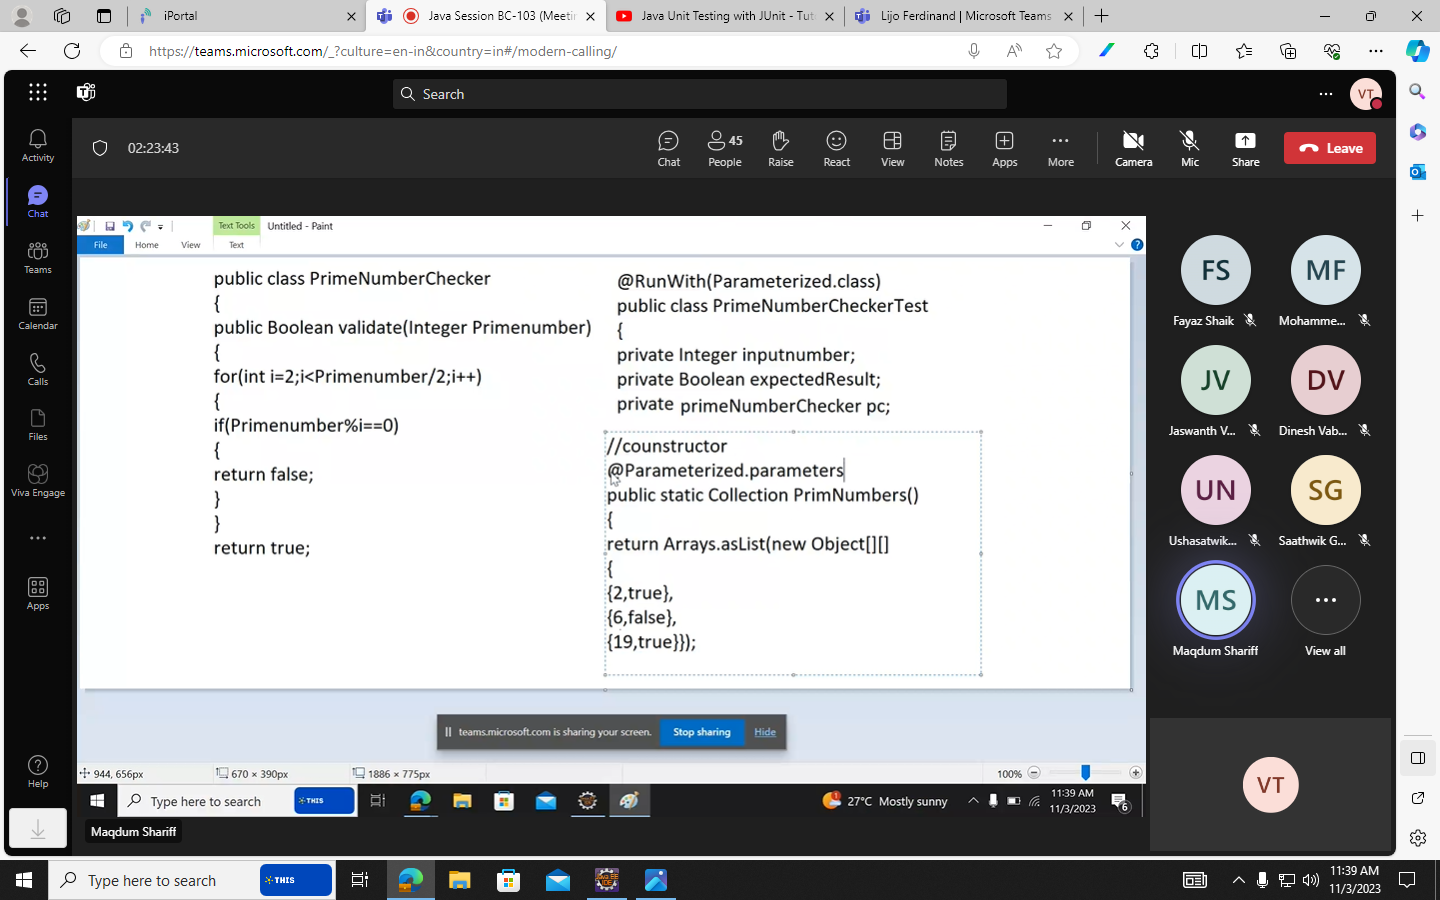 iPortal
Java Session BC-103 (Meetin
Java Unit Testing with JUnit - Tut
Lijo Ferdinand | Microsoft Teams
https://teams.microsoft.com/_?culture=en-in&country=in#/modern-calling/
Search
VT
Activity
Chat
Teams
Calendar
Calls
Files
Viva Engage
Apps
Help
02:23:43
Chat
45
People
Raise
React
View
Notes
Apps
More
Camera
Mic
Share
Leave
Text Tools
Untitled - Paint
File
Home
View
Text
public class PrimeNumberChecker
{
public Boolean validate(Integer Primenumber)
{
for(int i=2;i<Primenumber/2;i++)
{
if(Primenumber%i==0)
{
return false;
}
}
return true;
@RunWith(Parameterized.class)
public class PrimeNumberCheckerTest
{
private Integer inputnumber;
private Boolean expectedResult;
private primeNumberChecker pc;
//counstructor
@Parameterized.parameters
public static Collection PrimNumbers()
{
return Arrays.asList(new Object[][]
{
{2,true},
{6,false},
{19,true}});
teams.microsoft.com is sharing your screen.
Stop sharing
Hide
944, 656px
670 × 390px
1886 × 775px
100%
Type here to search
THIS
27°C Mostly sunny
11:39 AM
11/3/2023
6
Maqdum Shariff
FS
Fayaz Shaik
MF
Mohamme...
JV
Jaswanth V...
DV
Dinesh Vab...
UN
Ushasatwik...
SG
Saathwik G...
MS
Maqdum Shariff
View all
VT
Type here to search
THIS
11:39 AM
11/3/2023